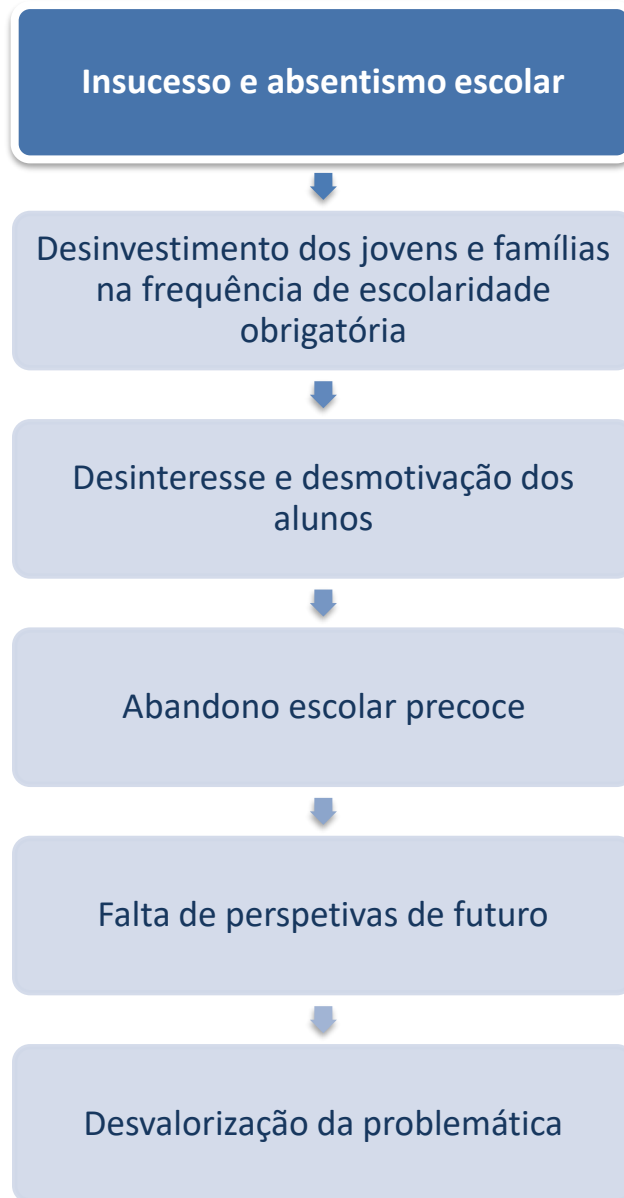 Insucesso e absentismo escolar
Desinvestimento dos jovens e famílias
na frequência de escolaridade
obrigatória
Desinteresse e desmotivação dos
alunos
Abandono escolar precoce
Falta de perspetivas de futuro
Desvalorização da problemática